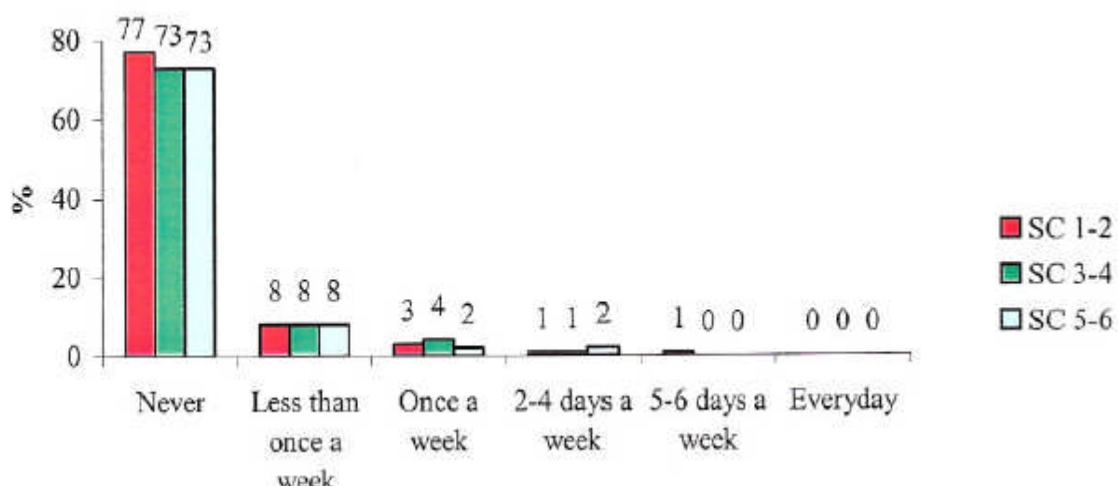 %
80
60
40
20
0
77 73 73
8 8 8
3 4 2
1 1 2
1 0 0
0 0 0
Never
Less than
once a
week
Once a
week
2-4 days a
week
5-6 days a
week
Everyday
SC 1-2
SC 3-4
SC 5-6